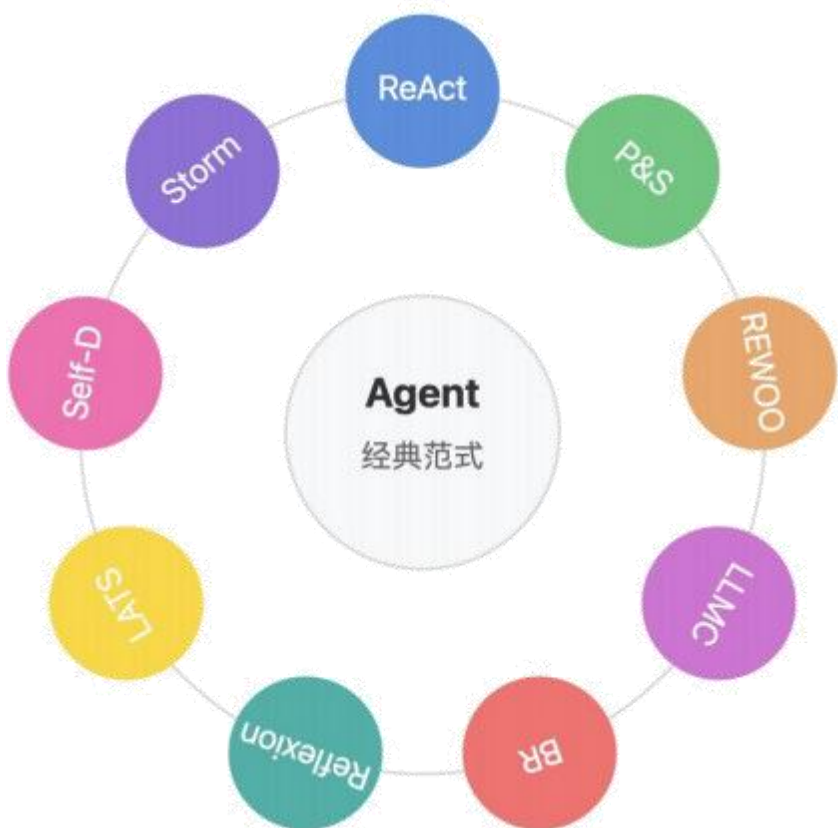 ReAct
P&S
REWOO
LLMC
BR
Reflexion
LATS
Self-D
Storm
Agent
经典范式